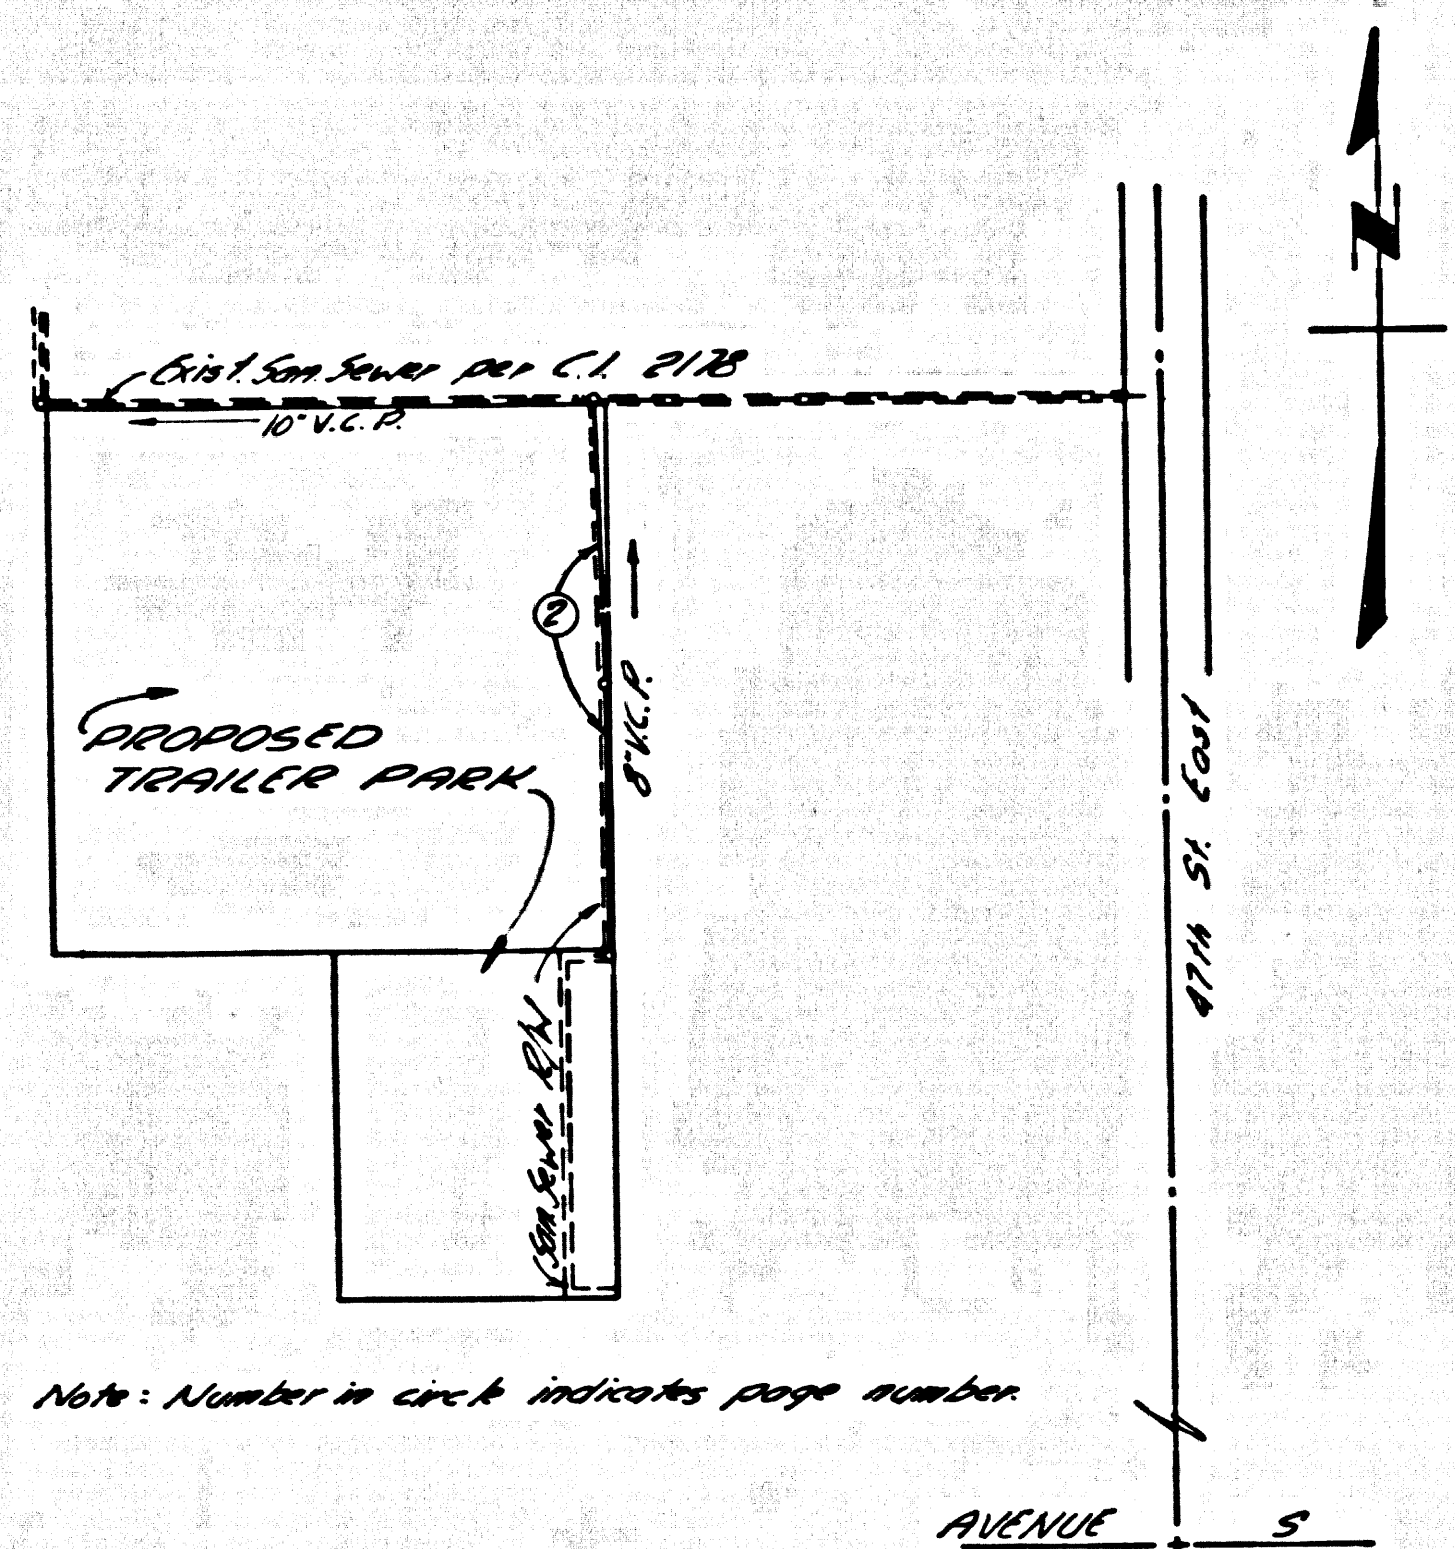 N
Exist. San. Sewer per C.I. 2178
10" V.C.P.
2
8" V.C.P.
PROPOSED
TRAILER PARK
47th St. East
San Sewer R/W
Note: Number in circle indicates page number.
AVENUE S